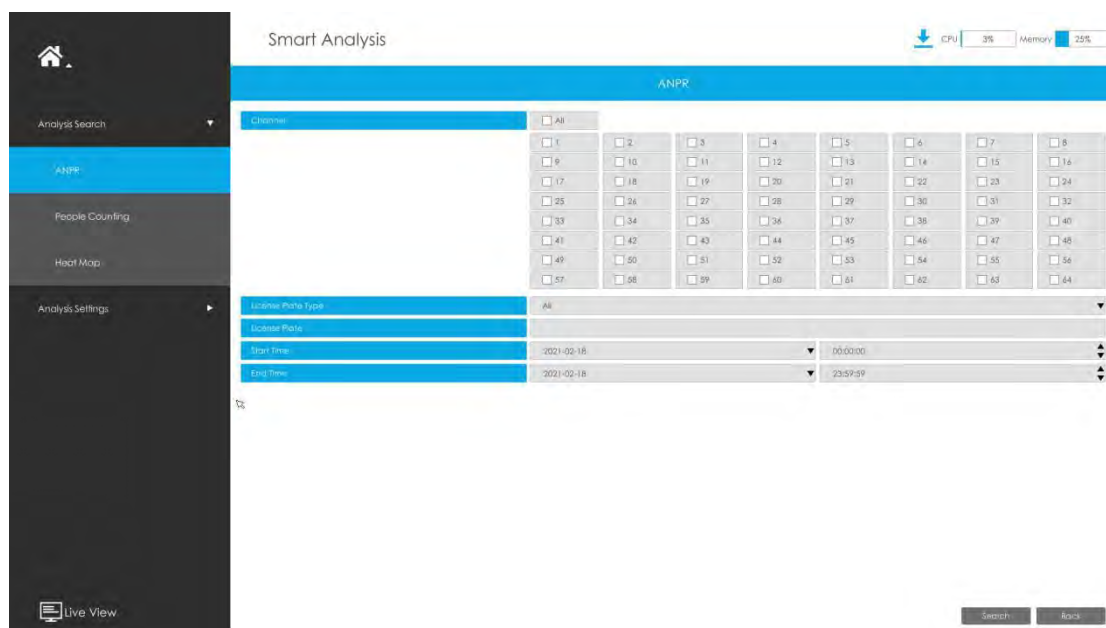 Smart Analysis
CPU 3% Memory 25%
ANPR
Analysis Search
ANPR
People Counting
Heat Map
Analysis Settings
Live View
Channel All
1 2 3 4 5 6 7 8
9 10 11 12 13 14 15 16
17 18 19 20 21 22 23 24
25 26 27 28 29 30 31 32
33 34 35 36 37 38 39 40
41 42 43 44 45 46 47 48
49 50 51 52 53 54 55 56
57 58 59 60 61 62 63 64
License Plate Type All
License Plate
Start Time 2021-02-18 00:00:00
End Time 2021-02-18 23:59:59
Search Back